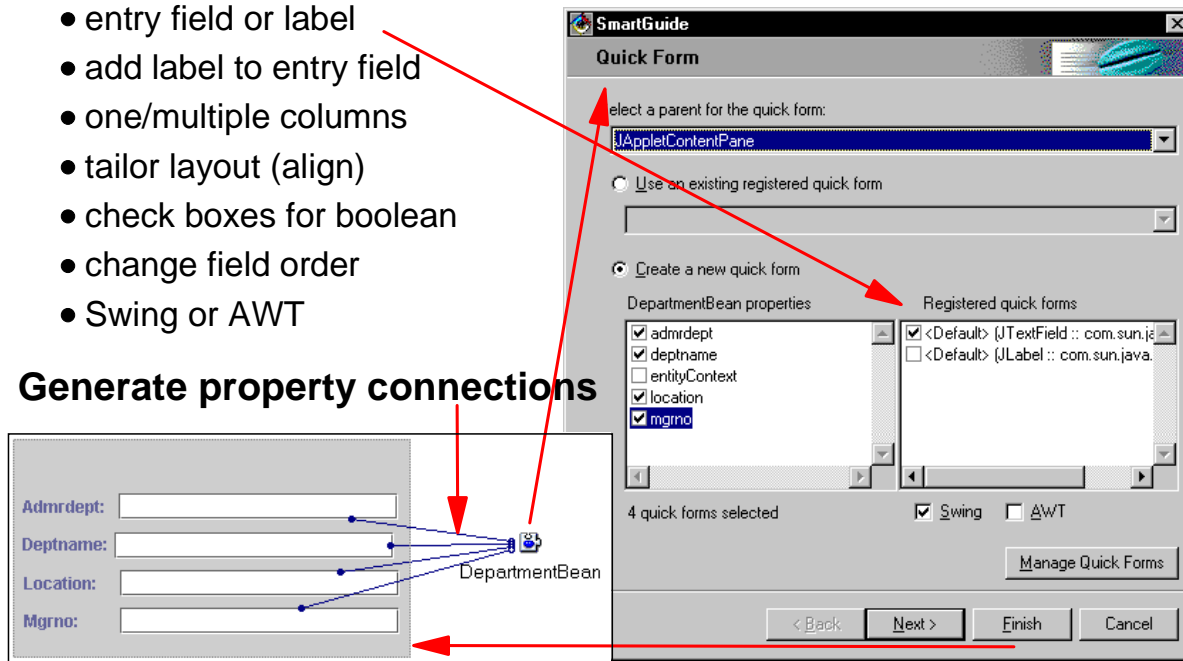 • entry field or label
• add label to entry field
• one/multiple columns
• tailor layout (align)
• check boxes for boolean
• change field order
• Swing or AWT
Generate property connections
Admrdept:
Deptname:
Location:
Mgrno:
DepartmentBean
SmartGuide
Quick Form
elect a parent for the quick form:
JAppletContentPane
Use an existing registered quick form
Create a new quick form
DepartmentBean properties
Registered quick forms
admrdept
deptname
entityContext
location
mgrno
<Default> (JTextField :: com.sun.ja
<Default> (JLabel :: com.sun.java.
4 quick forms selected
Swing AWT
Manage Quick Forms
< Back Next > Finish Cancel